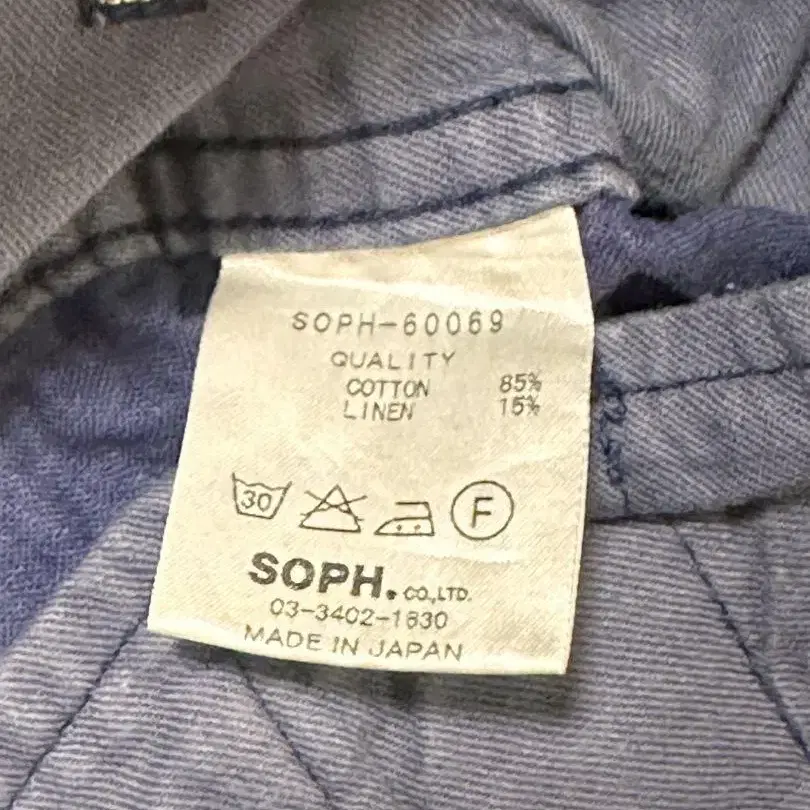 SOPH-60069
QUALITY
COTTON 85%
LINEN 15%
30 F
SOPH. CO.,LTD.
03-3402-1830
MADE IN JAPAN